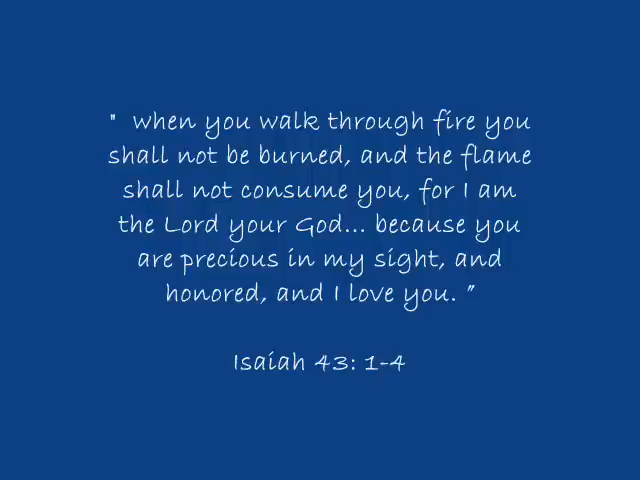 " when you walk through fire you
shall not be burned, and the flame
shall not consume you, for I am
the Lord your God... because you
are precious in my sight, and
honored, and I love you. ”
Isaiah 43: 1-4